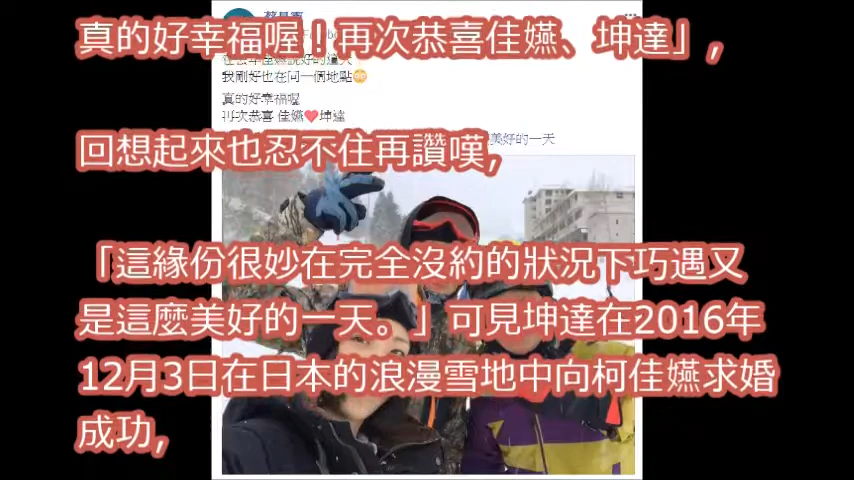 真的好幸福喔！再次恭喜佳嬿、坤達」,
我剛好也在同一個地點
真的好幸福喔
再次恭喜 佳嬿❤坤達
回想起來也忍不住再讚嘆,
美好的一天
「這緣份很妙在完全沒約的狀況下巧遇又
是這麼美好的一天。」可見坤達在2016年
12月3日在日本的浪漫雪地中向柯佳嬿求婚
成功,